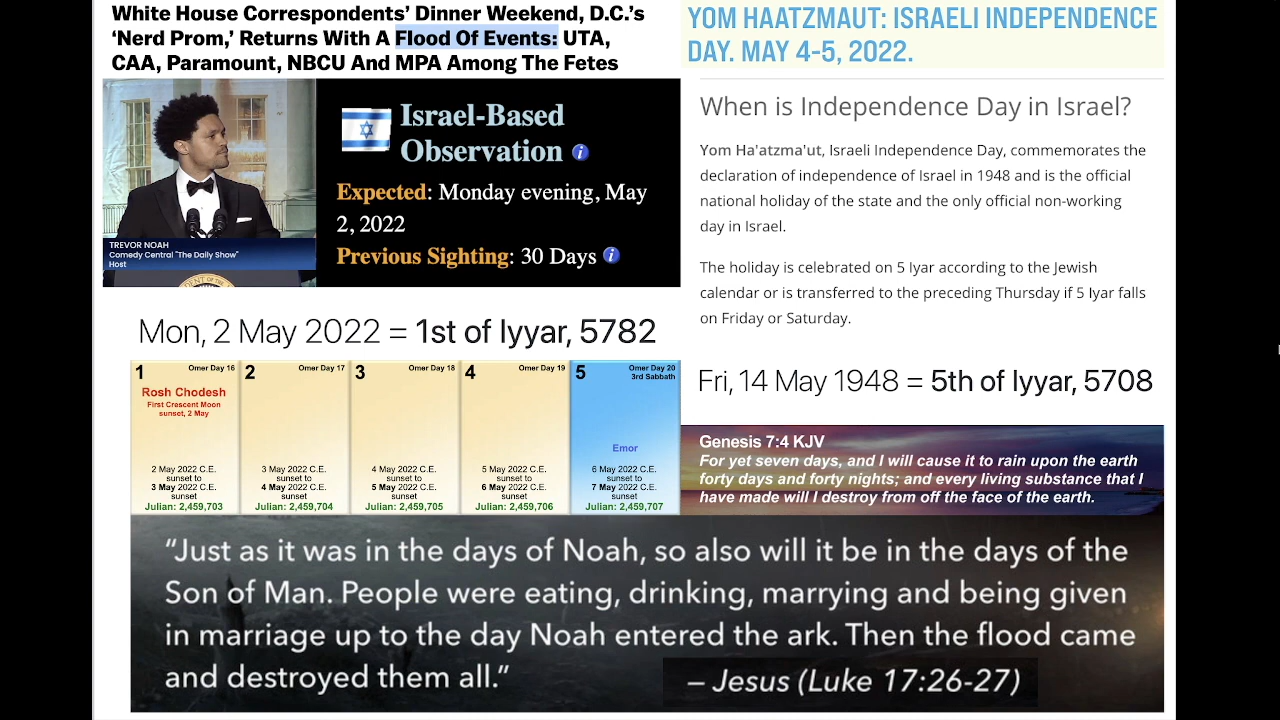 White House Correspondents' Dinner Weekend, D.C.'s
'Nerd Prom,' Returns With A Flood Of Events: UTA,
CAA, Paramount, NBCU And MPA Among The Fetes
TREVOR NOAH
Comedy Central "The Daily Show"
Host
Israel-Based
Observation i
Expected: Monday evening, May
2, 2022
Previous Sighting: 30 Days i
YOM HAATZMAUT: ISRAELI INDEPENDENCE
DAY. MAY 4-5, 2022.
When is Independence Day in Israel?
Yom Ha'atzma'ut, Israeli Independence Day, commemorates the
declaration of independence of Israel in 1948 and is the official
national holiday of the state and the only official non-working
day in Israel.
The holiday is celebrated on 5 Iyar according to the Jewish
calendar or is transferred to the preceding Thursday if 5 Iyar falls
on Friday or Saturday.
Mon, 2 May 2022 = 1st of Iyyar, 5782
Fri, 14 May 1948 = 5th of Iyyar, 5708
1 Omer Day 16
Rosh Chodesh
First Crescent Moon
sunset, 2 May
2 May 2022 C.E.
sunset to
3 May 2022 C.E.
sunset
Julian: 2,459,703
2 Omer Day 17
3 May 2022 C.E.
sunset to
4 May 2022 C.E.
sunset
Julian: 2,459,704
3 Omer Day 18
4 May 2022 C.E.
sunset to
5 May 2022 C.E.
sunset
Julian: 2,459,705
4 Omer Day 19
5 May 2022 C.E.
sunset to
6 May 2022 C.E.
sunset
Julian: 2,459,706
5 Omer Day 20
3rd Sabbath
Emor
6 May 2022 C.E.
sunset to
7 May 2022 C.E.
sunset
Julian: 2,459,707
Genesis 7:4 KJV
For yet seven days, and I will cause it to rain upon the earth
forty days and forty nights; and every living substance that I
have made will I destroy from off the face of the earth.
"Just as it was in the days of Noah, so also will it be in the days of the
Son of Man. People were eating, drinking, marrying and being given
in marriage up to the day Noah entered the ark. Then the flood came
and destroyed them all."
– Jesus (Luke 17:26-27)